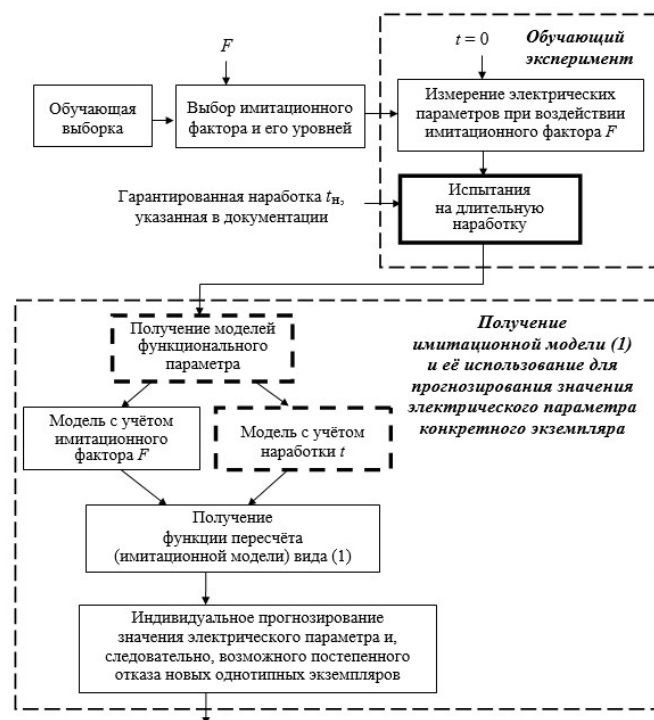 F
t = 0
Обучающий
эксперимент
Обучающая
выборка
Выбор имитационного
фактора и его уровней
Измерение электрических
параметров при воздействии
имитационного фактора F
Гарантированная наработка tн,
указанная в документации
Испытания
на длительную
наработку
Получение моделей
функционального
параметра
Получение
имитационной модели (1)
и её использование для
прогнозирования значения
электрического параметра
конкретного экземпляра
Модель с учётом
имитационного
фактора F
Модель с учётом
наработки t
Получение
функции пересчёта
(имитационной модели) вида (1)
Индивидуальное прогнозирование
значения электрического параметра и,
следовательно, возможного постепенного
отказа новых однотипных экземпляров